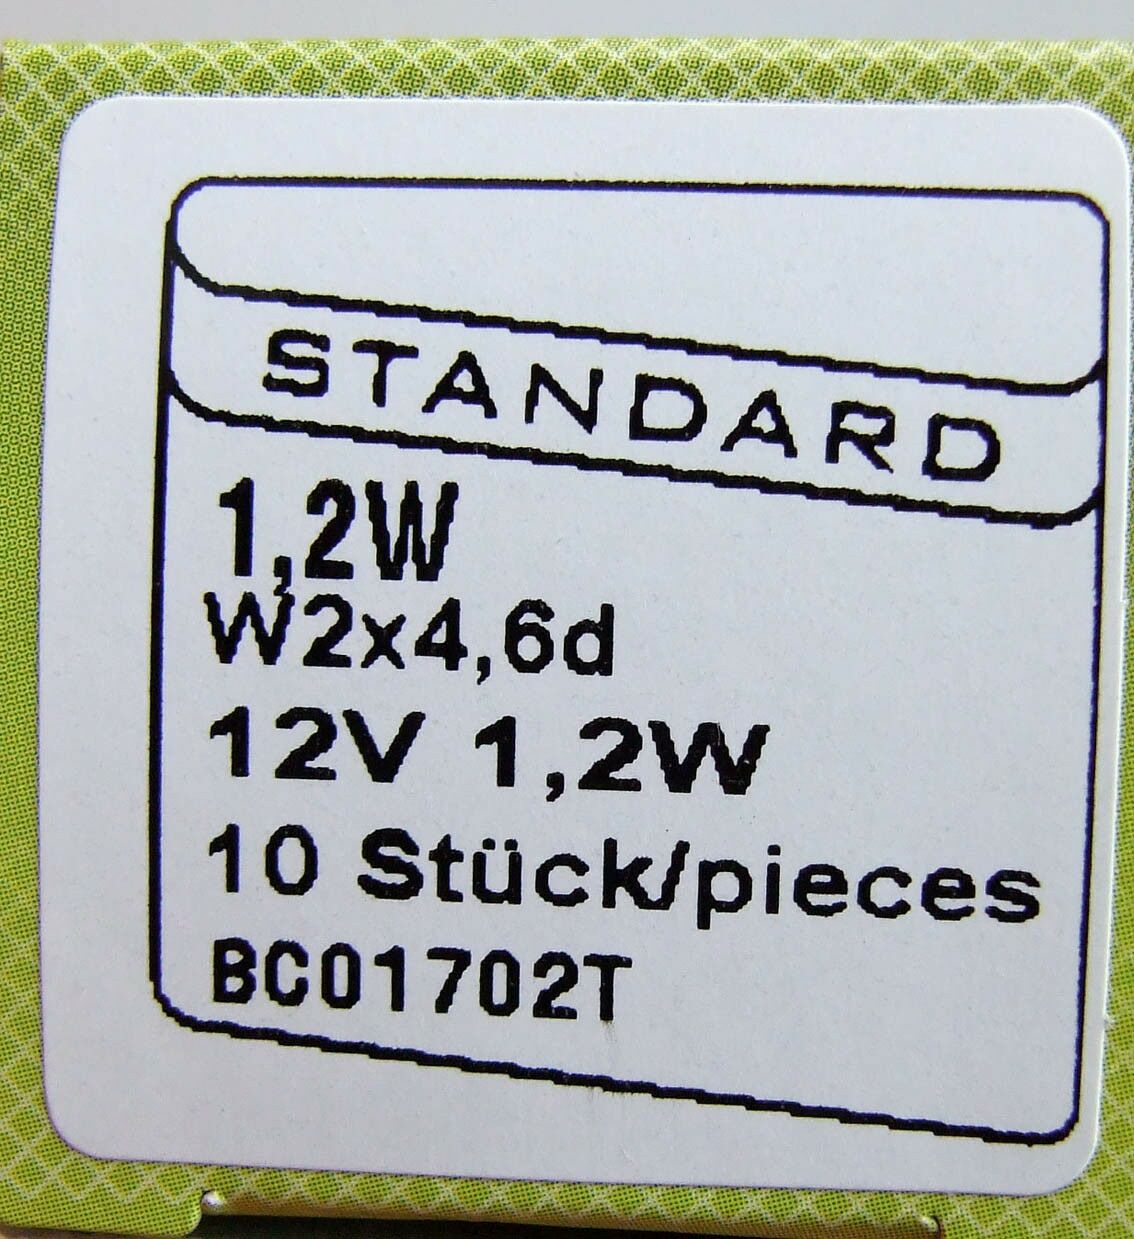 STANDARD
1,2W
W2x4,6d
12V 1,2W
10 Stück/pieces
BC01702T